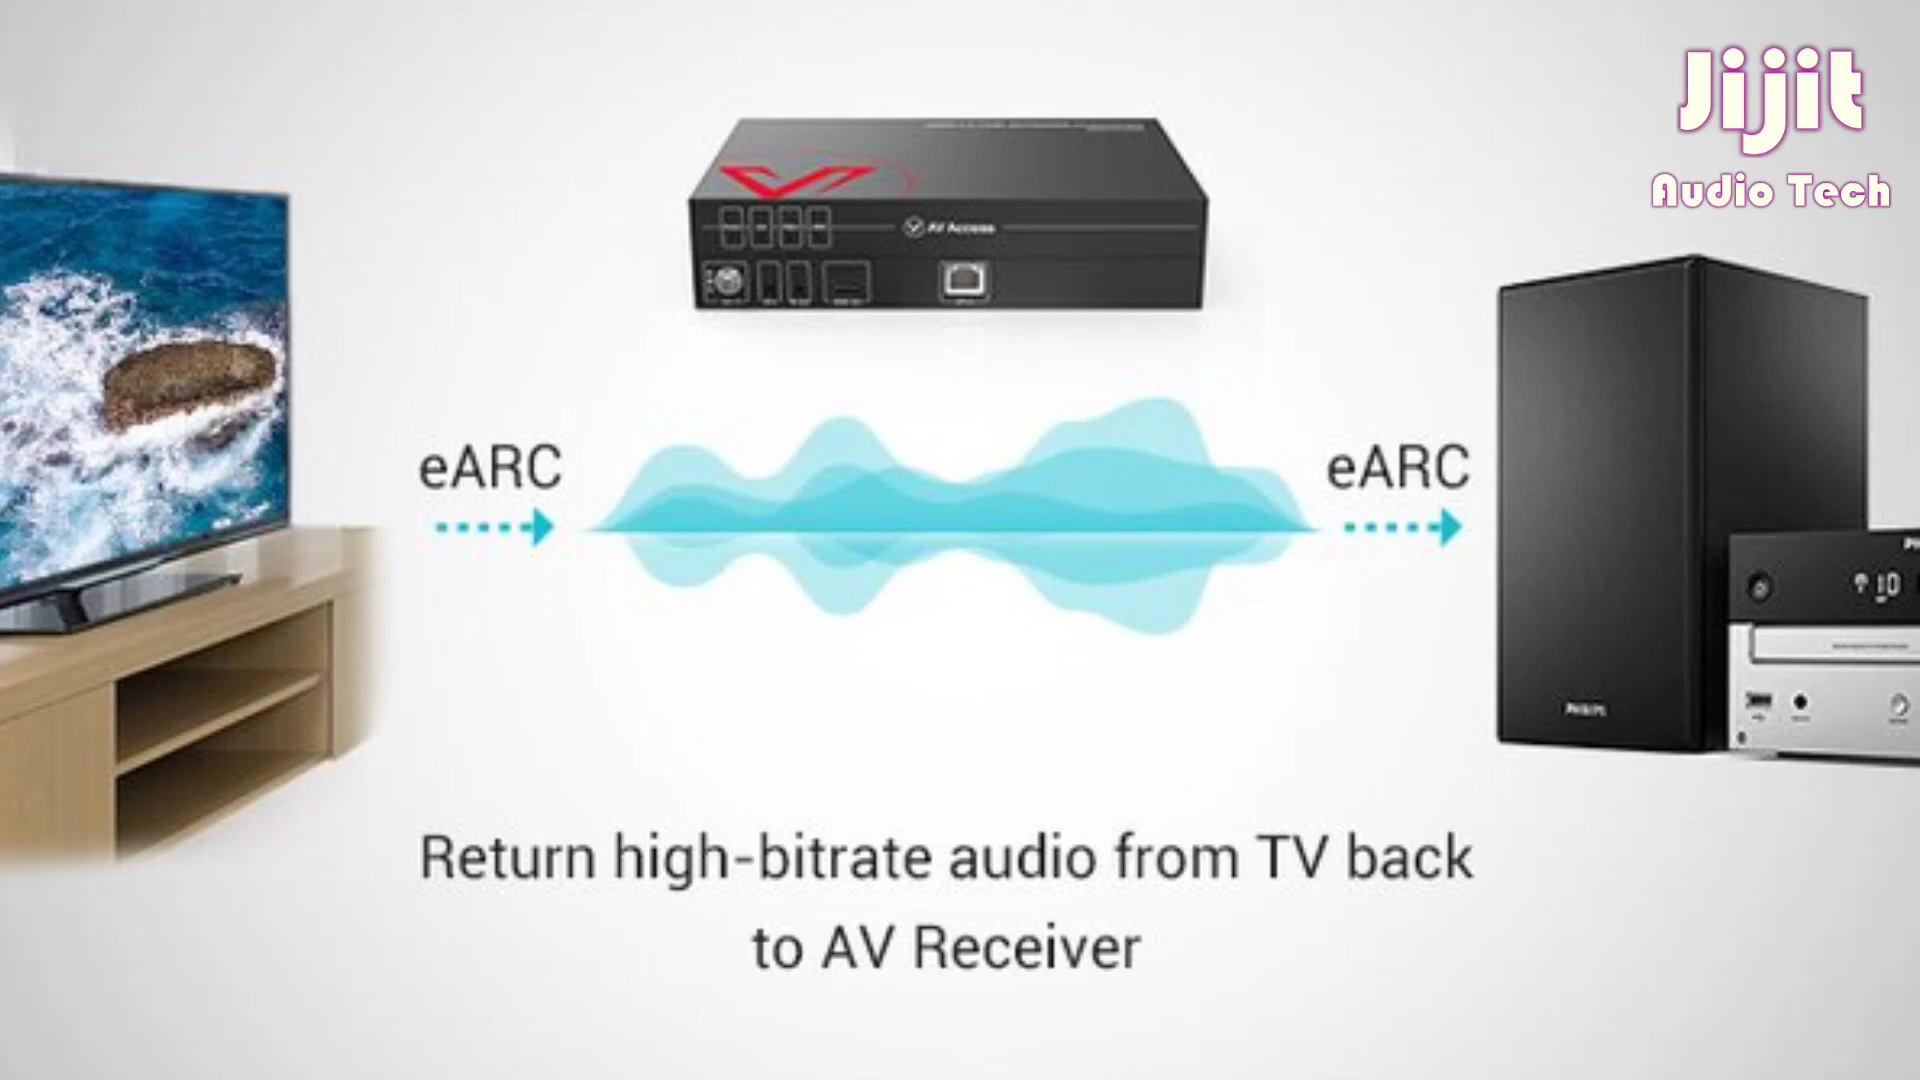 Jijit
Audio Tech
AV Access
eARC
eARC
PHILIPS
Return high-bitrate audio from TV back
to AV Receiver